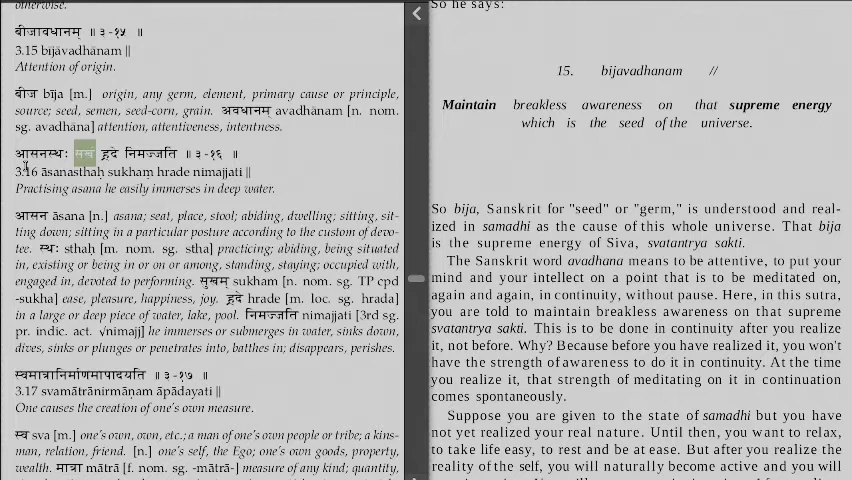 otherwise.
बीजावधानम् ॥ ३-१५ ॥
3.15 bījāvadhānam ||
Attention of origin.
बीज bīja [m.] origin, any germ, element, primary cause or principle,
source; seed, semen, seed-corn, grain. अवधानम् avadhānam [n. nom.
sg. avadhāna] attention, attentiveness, intentness.
आसनस्थः सुखं ह्रदे निमज्जति ॥ ३-१६ ॥
3.16 āsanasthaḥ sukhaṃ hrade nimajjati ||
Practising asana he easily immerses in deep water.
आसन āsana [n.] asana; seat, place, stool; abiding, dwelling; sitting, sit-
ting down; sitting in a particular posture according to the custom of devo-
tee. स्थः sthaḥ [m. nom. sg. stha] practicing; abiding, being situated
in, existing or being in or on or among, standing, staying; occupied with,
engaged in, devoted to performing. सुखम् sukham [n. nom. sg. TP cpd
-sukha] ease, pleasure, happiness, joy. ह्रदे hrade [m. loc. sg. hrada]
in a large or deep piece of water, lake, pool. निमज्जति nimajjati [3rd sg.
pr. indic. act. √nimajj] he immerses or submerges in water, sinks down,
dives, sinks or plunges or penetrates into, batthes in; disappears, perishes.
स्वमात्रानिर्माणमापादयति ॥ ३-१७ ॥
3.17 svamātrānirmāṇam āpādayati ||
One causes the creation of one's own measure.
स्व sva [m.] one's own, own, etc.; a man of one's own people or tribe; a kins-
man, relation, friend. [n.] one's self, the Ego; one's own goods, property,
wealth. मात्रा mātrā [f. nom. sg. -mātrā-] measure of any kind; quantity,
So he says:
15. bijavadhanam //
Maintain breakless awareness on that supreme energy
which is the seed of the universe.
So bija, Sanskrit for "seed" or "germ," is understood and real-
ized in samadhi as the cause of this whole universe. That bija
is the supreme energy of Siva, svatantrya sakti.
The Sanskrit word avadhana means to be attentive, to put your
mind and your intellect on a point that is to be meditated on,
again and again, in continuity, without pause. Here, in this sutra,
you are told to maintain breakless awareness on that supreme
svatantrya sakti. This is to be done in continuity after you realize
it, not before. Why? Because before you have realized it, you won't
have the strength of awareness to do it in continuity. At the time
you realize it, that strength of meditating on it in continuation
comes spontaneously.
Suppose you are given to the state of samadhi but you have
not yet realized your real nature. Until then, you want to relax,
to take life easy, to rest and be at ease. But after you realize the
reality of the self, you will naturally become active and you will